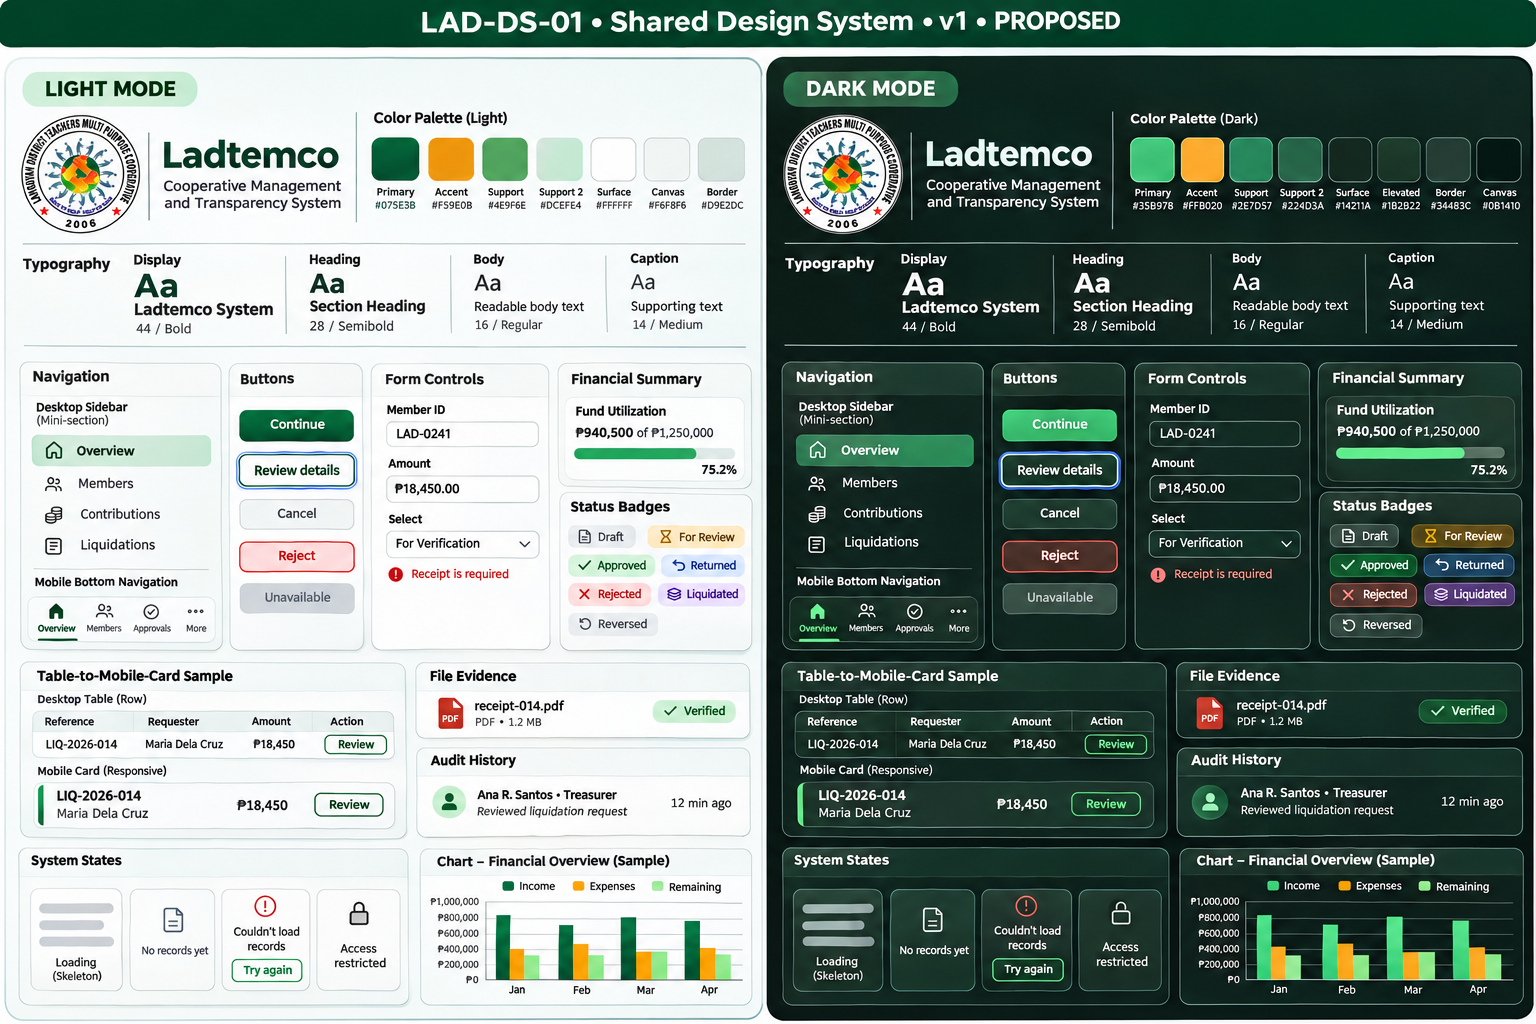 LAD-DS-01 • Shared Design System • v1 • PROPOSED
LIGHT MODE
2006
Ladtemco
Cooperative Management
and Transparency System
Color Palette (Light)
Primary
#075E3B
Accent
#F59E0B
Support
#4E9F6E
Support 2
#DCEFE4
Surface
#FFFFFF
Canvas
#F6F8F6
Border
#D9E2DC
Typography
Display
Aa
Ladtemco System
44 / Bold
Heading
Aa
Section Heading
28 / Semibold
Body
Aa
Readable body text
16 / Regular
Caption
Aa
Supporting text
14 / Medium
Navigation
Desktop Sidebar
(Mini-section)
Overview
Members
Contributions
Liquidations
Mobile Bottom Navigation
Overview
Members
Approvals
More
Buttons
Continue
Review details
Cancel
Reject
Unavailable
Form Controls
Member ID
LAD-0241
Amount
₱18,450.00
Select
For Verification
Receipt is required
Financial Summary
Fund Utilization
₱940,500 of ₱1,250,000
75.2%
Status Badges
Draft
For Review
Approved
Returned
Rejected
Liquidated
Reversed
Table-to-Mobile-Card Sample
Desktop Table (Row)
Reference Requester Amount Action
LIQ-2026-014 Maria Dela Cruz ₱18,450 Review
Mobile Card (Responsive)
LIQ-2026-014
Maria Dela Cruz
₱18,450
Review
File Evidence
PDF
receipt-014.pdf
PDF • 1.2 MB
Verified
Audit History
Ana R. Santos • Treasurer
Reviewed liquidation request
12 min ago
System States
Loading
(Skeleton)
No records yet
Couldn't load
records
Try again
Access
restricted
Chart – Financial Overview (Sample)
Income Expenses Remaining
₱1,000,000
₱800,000
₱600,000
₱400,000
₱200,000
₱0
Jan Feb Mar Apr
DARK MODE
2006
Ladtemco
Cooperative Management
and Transparency System
Color Palette (Dark)
Primary
#35B978
Accent
#FFB020
Support
#2E7D57
Support 2
#224D3A
Surface
#14211A
Elevated
#1B2B22
Border
#34483C
Canvas
#0B1410
Typography
Display
Aa
Ladtemco System
44 / Bold
Heading
Aa
Section Heading
28 / Semibold
Body
Aa
Readable body text
16 / Regular
Caption
Aa
Supporting text
14 / Medium
Navigation
Desktop Sidebar
(Mini-section)
Overview
Members
Contributions
Liquidations
Mobile Bottom Navigation
Overview
Members
Approvals
More
Buttons
Continue
Review details
Cancel
Reject
Unavailable
Form Controls
Member ID
LAD-0241
Amount
₱18,450.00
Select
For Verification
Receipt is required
Financial Summary
Fund Utilization
₱940,500 of ₱1,250,000
75.2%
Status Badges
Draft
For Review
Approved
Returned
Rejected
Liquidated
Reversed
Table-to-Mobile-Card Sample
Desktop Table (Row)
Reference Requester Amount Action
LIQ-2026-014 Maria Dela Cruz ₱18,450 Review
Mobile Card (Responsive)
LIQ-2026-014
Maria Dela Cruz
₱18,450
Review
File Evidence
PDF
receipt-014.pdf
PDF • 1.2 MB
Verified
Audit History
Ana R. Santos • Treasurer
Reviewed liquidation request
12 min ago
System States
Loading
(Skeleton)
No records yet
Couldn't load
records
Try again
Access
restricted
Chart – Financial Overview (Sample)
Income Expenses Remaining
₱1,000,000
₱800,000
₱600,000
₱400,000
₱200,000
₱0
Jan Feb Mar Apr